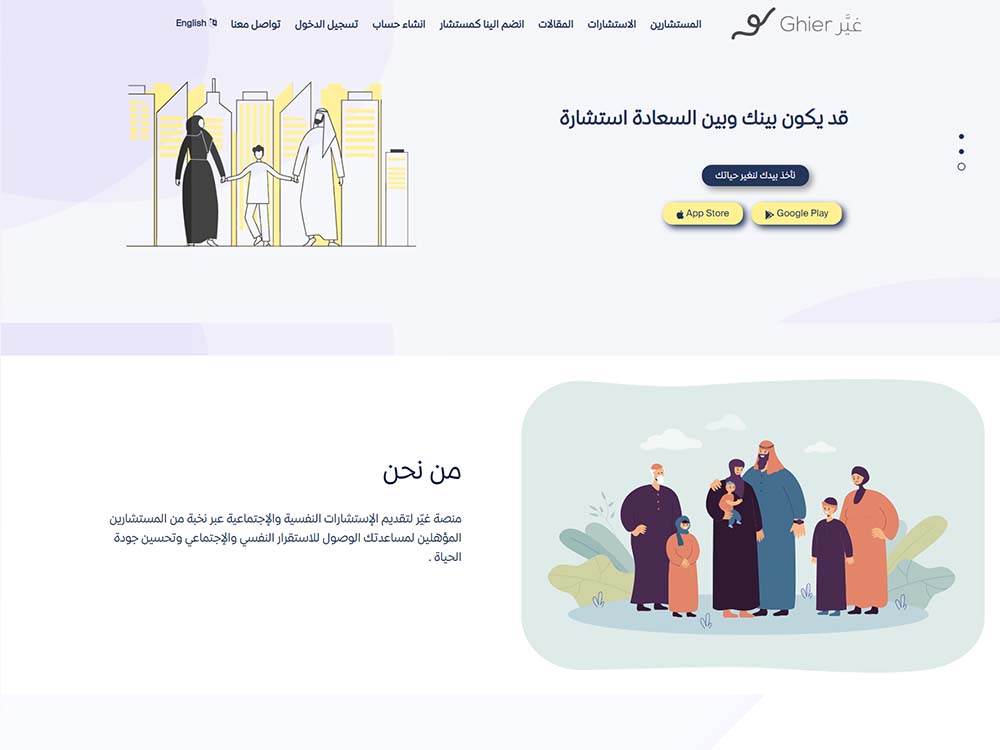 غيَّر Ghier
المستشارين الاستشارات المقالات انضم الينا كمستشار انشاء حساب تسجيل الدخول تواصل معنا English
قد يكون بينك وبين السعادة استشارة
نأخذ بيدك لنغير حياتك
Google Play
App Store
من نحن
منصة غيّر لتقديم الإستشارات النفسية والإجتماعية عبر نخبة من المستشارين
المؤهلين لمساعدتك الوصول للاستقرار النفسي والإجتماعي وتحسين جودة
الحياة .